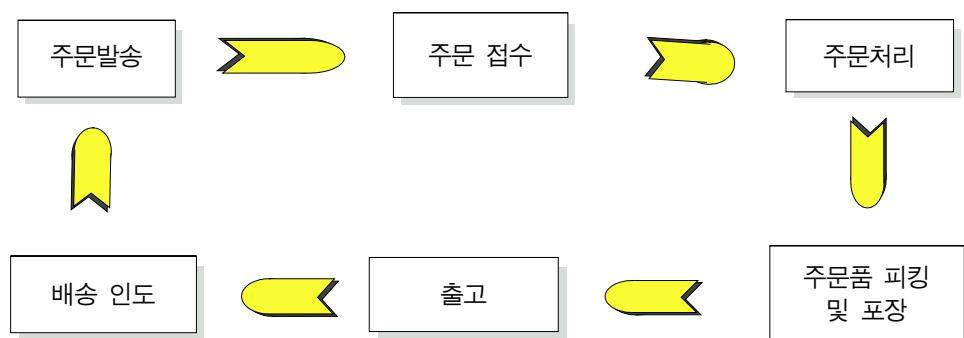 주문발송
주문 접수
주문처리
배송 인도
출고
주문품 피킹
및 포장